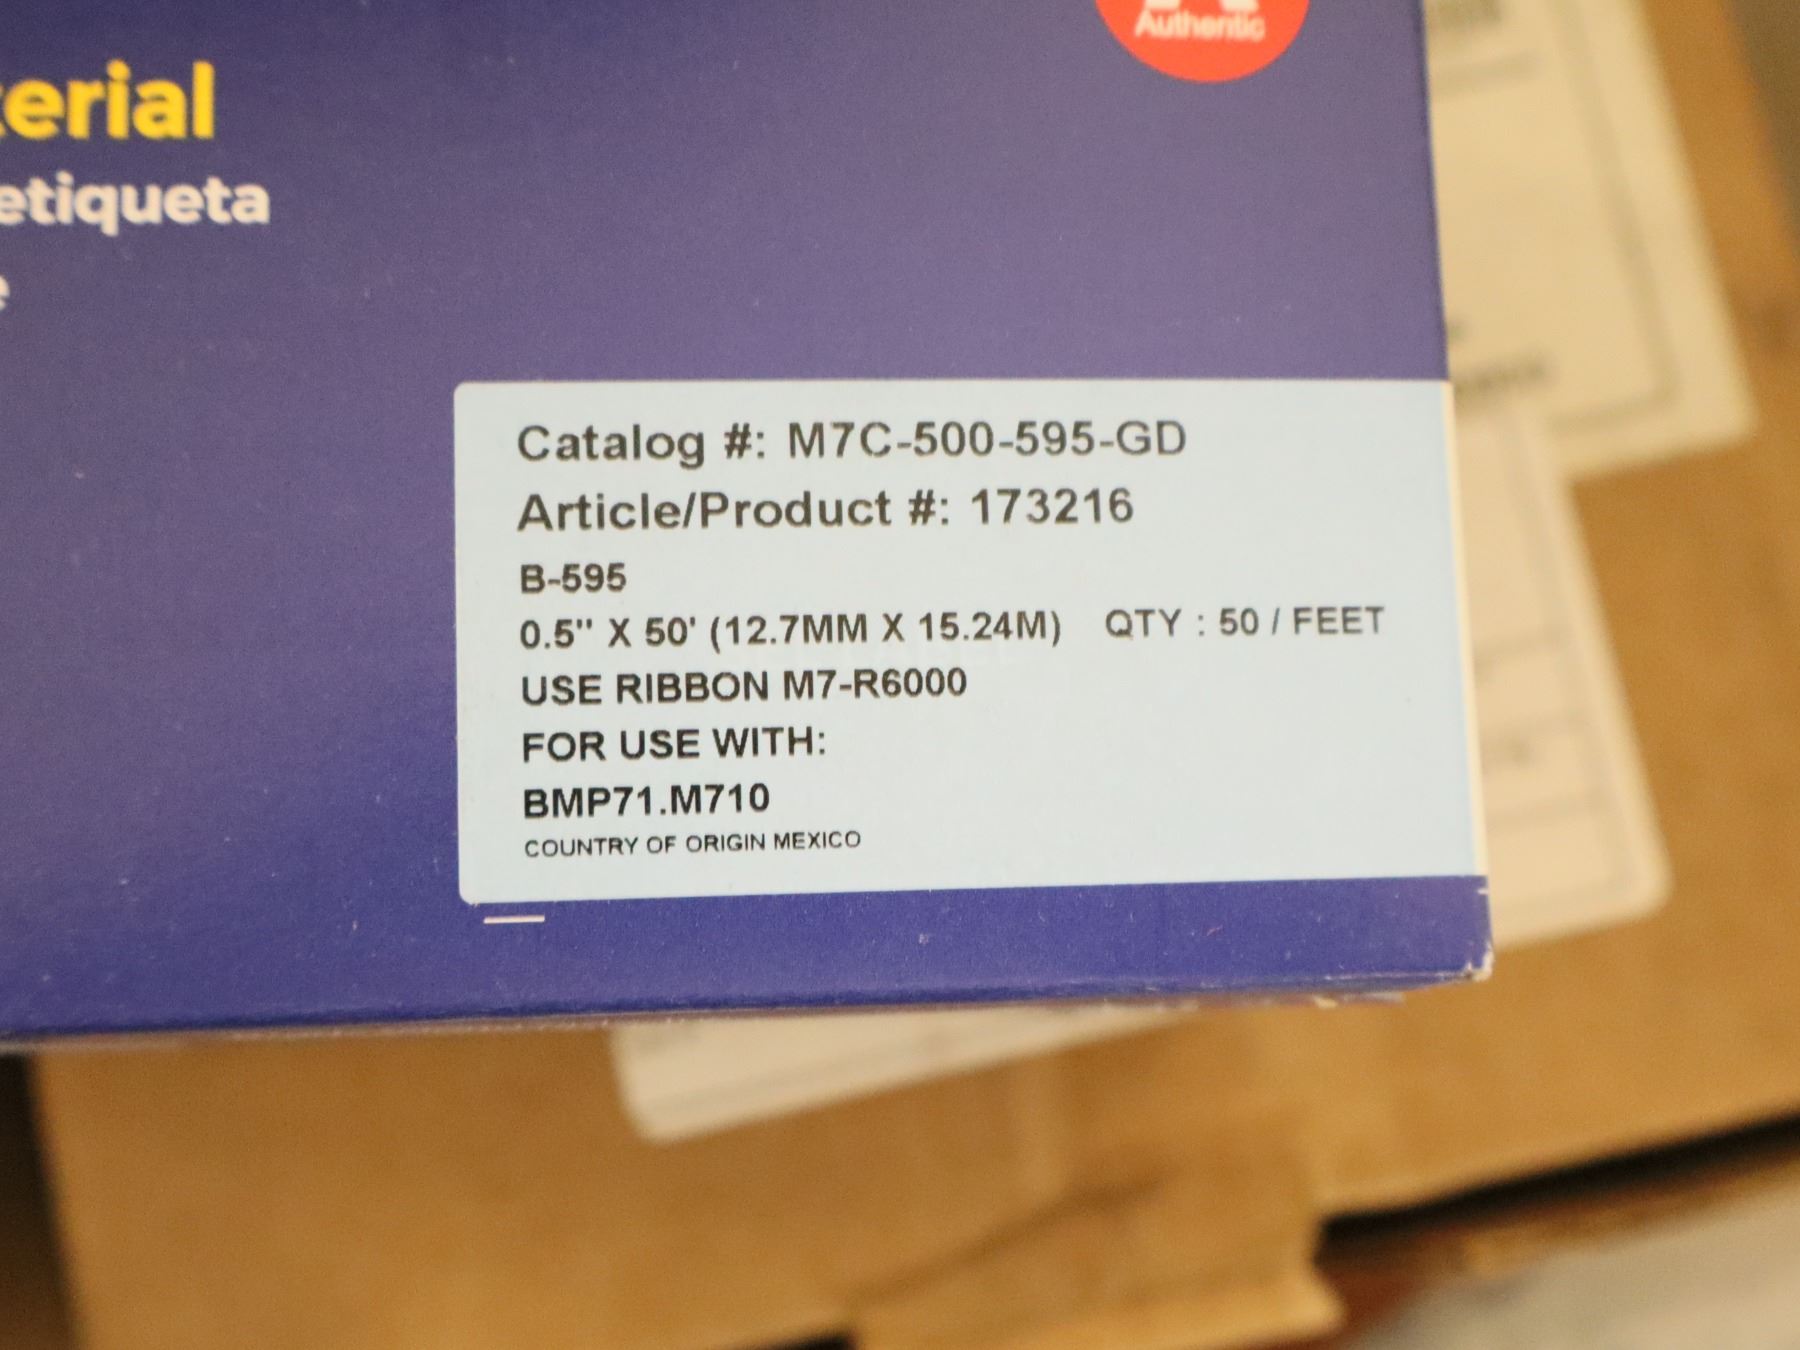 Authentic
terial
etiqueta
e
Catalog #: M7C-500-595-GD
Article/Product #: 173216
B-595
0.5" X 50' (12.7MM X 15.24M) QTY : 50 / FEET
USE RIBBON M7-R6000
FOR USE WITH:
BMP71.M710
COUNTRY OF ORIGIN MEXICO